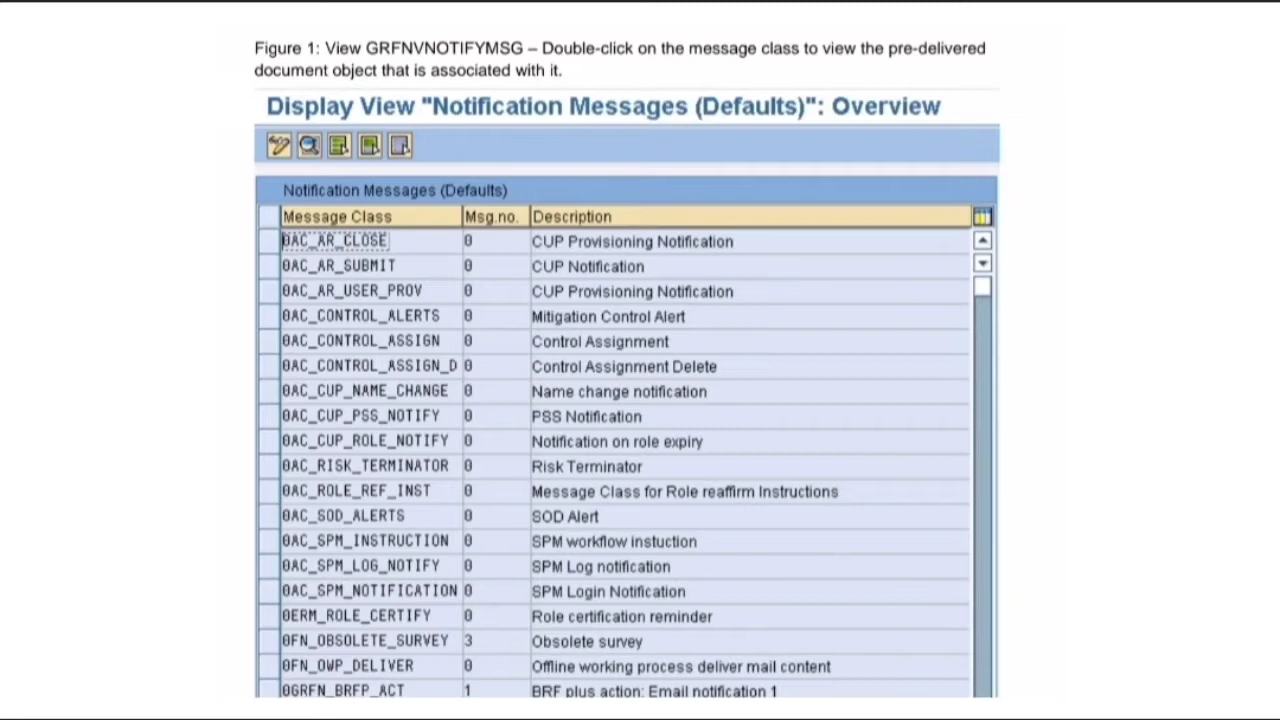 Figure 1: View GRFNVNOTIFYMSG – Double-click on the message class to view the pre-delivered
document object that is associated with it.
Display View "Notification Messages (Defaults)": Overview
Notification Messages (Defaults)
Message Class Msg.no. Description
0AC_AR_CLOSE 0 CUP Provisioning Notification
0AC_AR_SUBMIT 0 CUP Notification
0AC_AR_USER_PROV 0 CUP Provisioning Notification
0AC_CONTROL_ALERTS 0 Mitigation Control Alert
0AC_CONTROL_ASSIGN 0 Control Assignment
0AC_CONTROL_ASSIGN_D 0 Control Assignment Delete
0AC_CUP_NAME_CHANGE 0 Name change notification
0AC_CUP_PSS_NOTIFY 0 PSS Notification
0AC_CUP_ROLE_NOTIFY 0 Notification on role expiry
0AC_RISK_TERMINATOR 0 Risk Terminator
0AC_ROLE_REF_INST 0 Message Class for Role reaffirm Instructions
0AC_SOD_ALERTS 0 SOD Alert
0AC_SPM_INSTRUCTION 0 SPM workflow instuction
0AC_SPM_LOG_NOTIFY 0 SPM Log notification
0AC_SPM_NOTIFICATION 0 SPM Login Notification
0ERM_ROLE_CERTIFY 0 Role certification reminder
0FN_OBSOLETE_SURVEY 3 Obsolete survey
0FN_OWP_DELIVER 0 Offline working process deliver mail content
0GRFN_BRFP_ACT 1 BRF plus action: Email notification 1